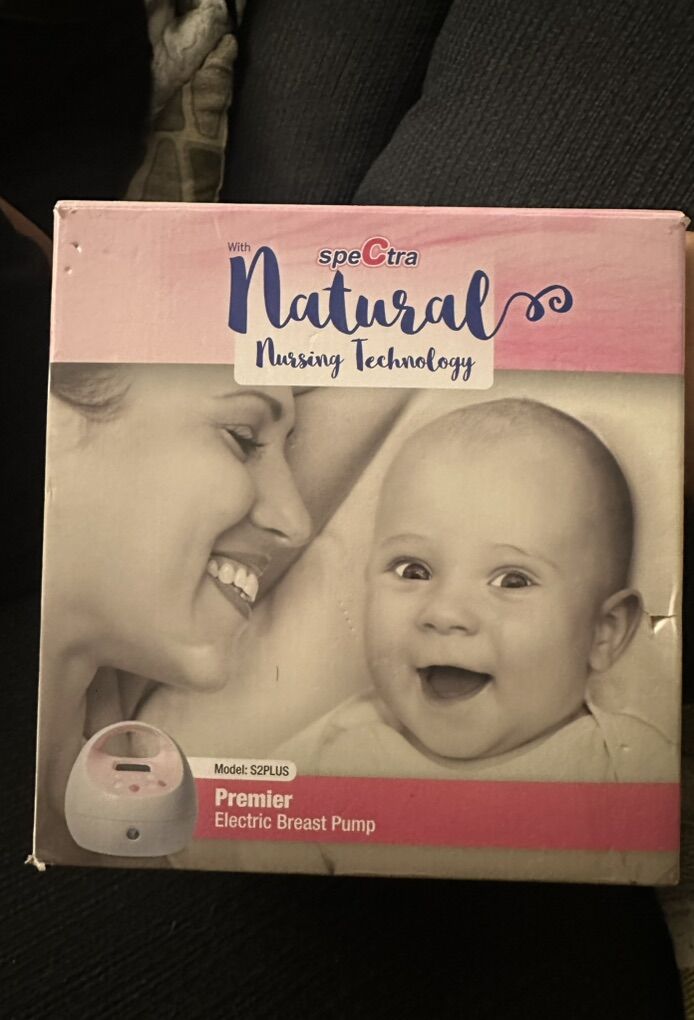 With
speCtra
Natural
Nursing Technology
Model: S2PLUS
Premier
Electric Breast Pump